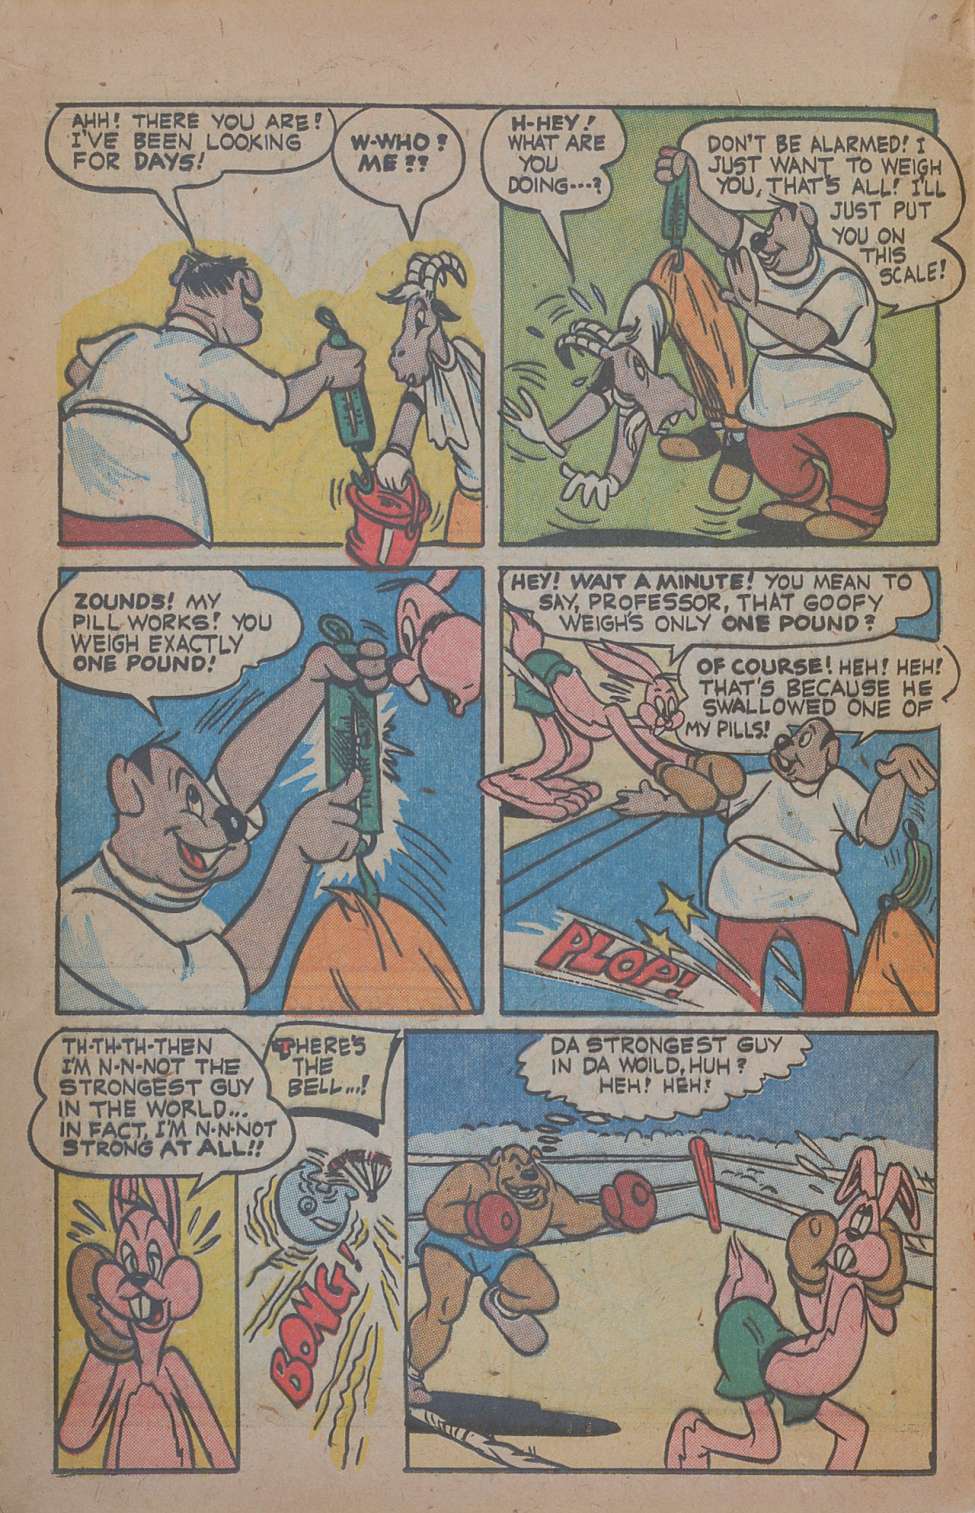 AHH! THERE YOU ARE!
I'VE BEEN LOOKING
FOR DAYS!
W-WHO?
ME??
H-HEY!
WHAT ARE
YOU
DOING---?
DON'T BE ALARMED! I
JUST WANT TO WEIGH
YOU, THAT'S ALL! I'LL
JUST PUT
YOU ON
THIS
SCALE!
ZOUNDS! MY
PILL WORKS! YOU
WEIGH EXACTLY
ONE POUND!
HEY! WAIT A MINUTE! YOU MEAN TO
SAY, PROFESSOR, THAT GOOFY
WEIGHS ONLY ONE POUND?
OF COURSE! HEH! HEH!
THAT'S BECAUSE HE
SWALLOWED ONE OF
MY PILLS!
PLOP!
TH-TH-TH-THEN
I'M N-N-NOT THE
STRONGEST GUY
IN THE WORLD...
IN FACT, I'M N-N-NOT
STRONG AT ALL!!
THERE'S
THE
BELL...!
BONG!
DA STRONGEST GUY
IN DA WOILD, HUH?
HEH! HEH!